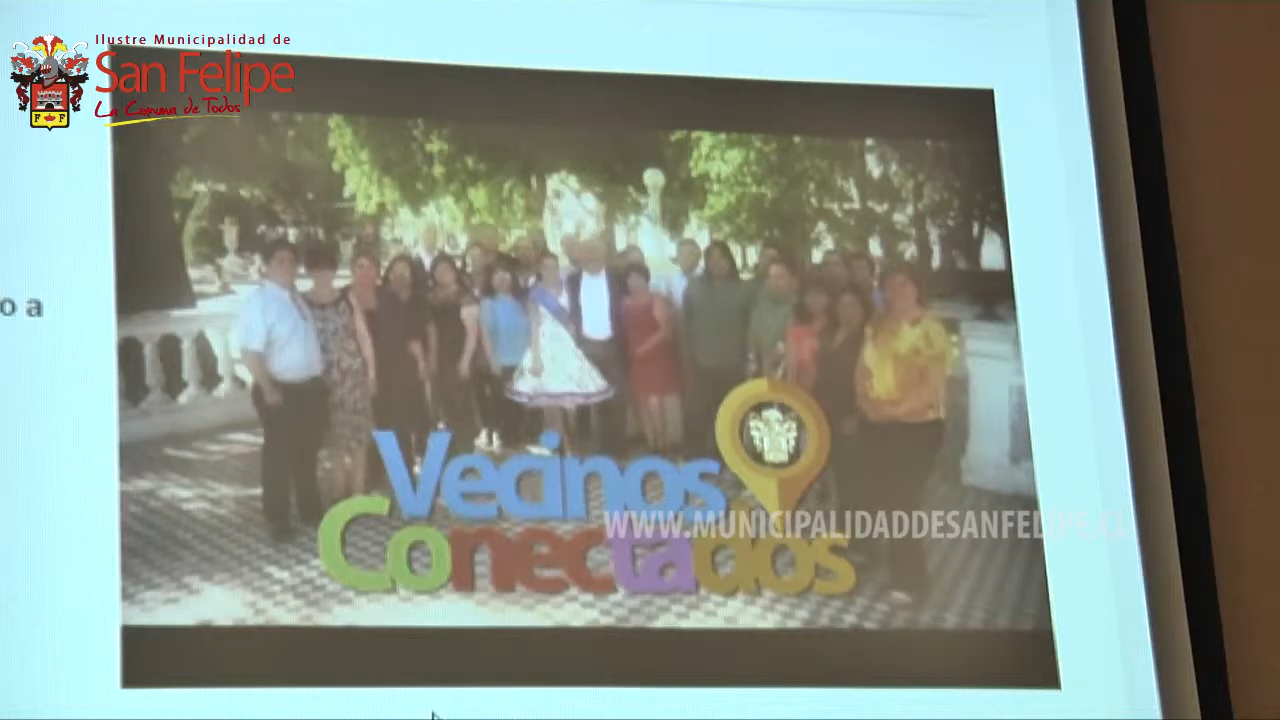 Ilustre Municipalidad de
San Felipe
La Comuna de Todos
F F
o a
Vecinos
Conectados
WWW.MUNICIPALIDADDESANFELIPE.CL